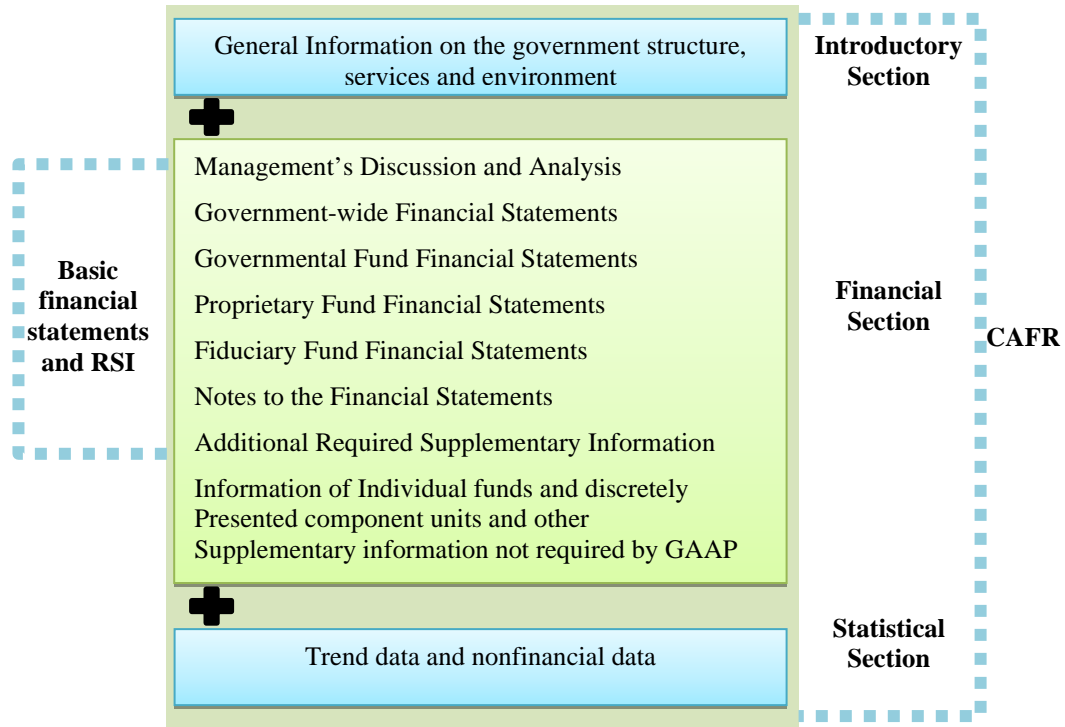 General Information on the government structure,
services and environment
Introductory
Section
Management’s Discussion and Analysis
Government-wide Financial Statements
Governmental Fund Financial Statements
Proprietary Fund Financial Statements
Fiduciary Fund Financial Statements
Notes to the Financial Statements
Additional Required Supplementary Information
Information of Individual funds and discretely
Presented component units and other
Supplementary information not required by GAAP
Basic
financial
statements
and RSI
Financial
Section
CAFR
Trend data and nonfinancial data
Statistical
Section